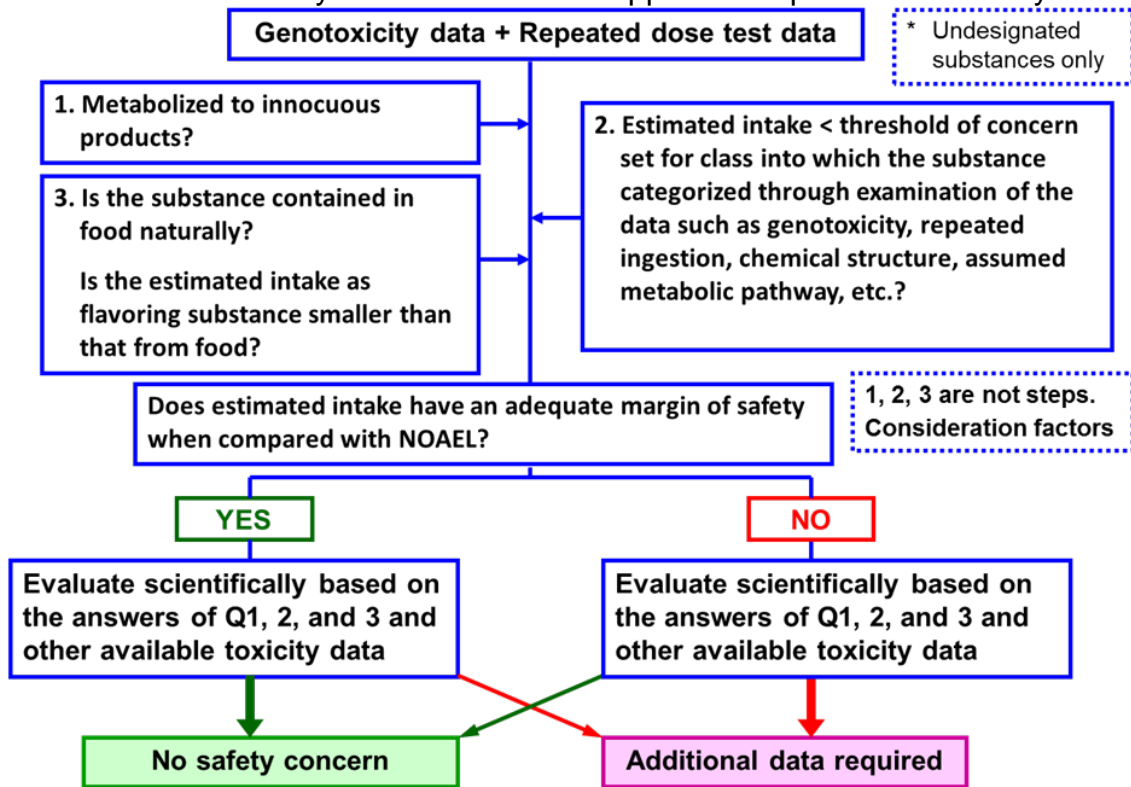 Genotoxicity data + Repeated dose test data
* Undesignated
substances only
1. Metabolized to innocuous
products?
2. Estimated intake < threshold of concern
set for class into which the substance
categorized through examination of the
data such as genotoxicity, repeated
ingestion, chemical structure, assumed
metabolic pathway, etc.?
3. Is the substance contained in
food naturally?
Is the estimated intake as
flavoring substance smaller than
that from food?
Does estimated intake have an adequate margin of safety
when compared with NOAEL?
1, 2, 3 are not steps.
Consideration factors
YES
NO
Evaluate scientifically based on
the answers of Q1, 2, and 3 and
other available toxicity data
Evaluate scientifically based on
the answers of Q1, 2, and 3 and
other available toxicity data
No safety concern
Additional data required